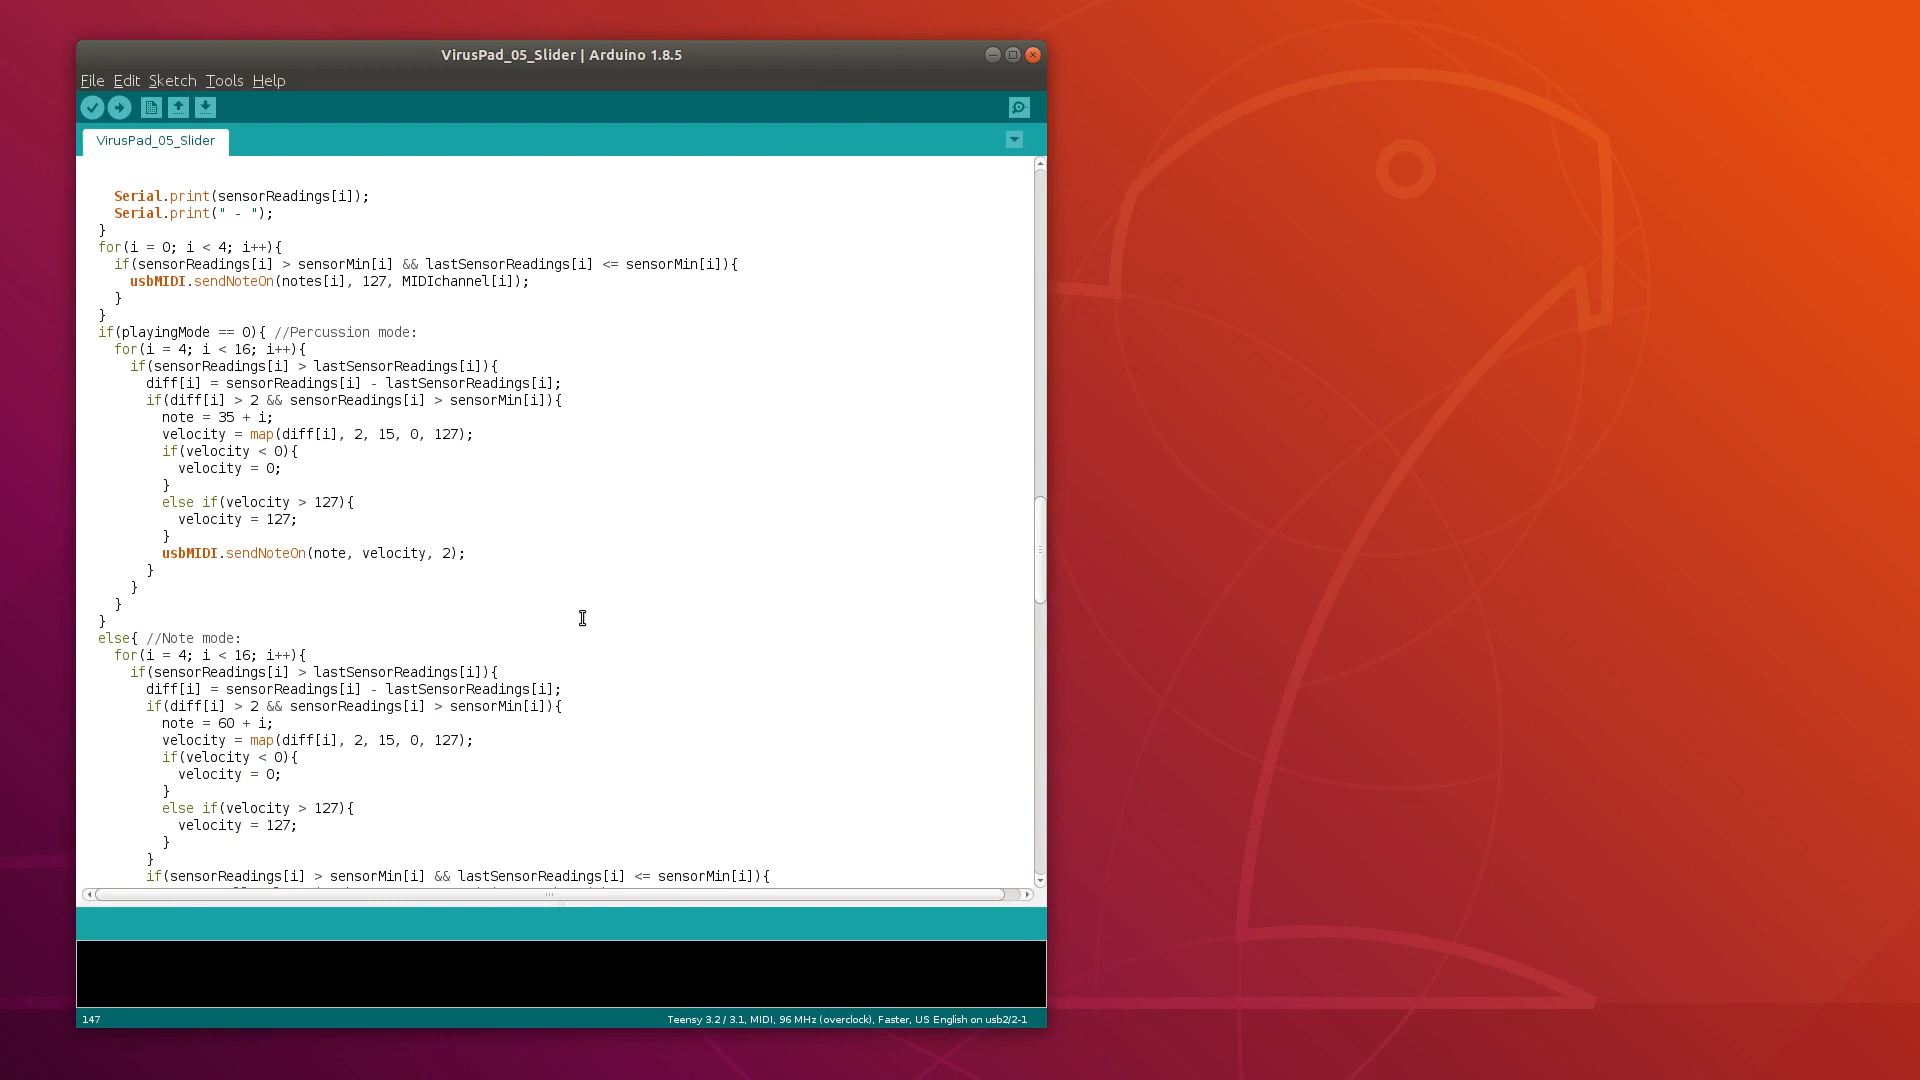 VirusPad_05_Slider | Arduino 1.8.5
File Edit Sketch Tools Help
VirusPad_05_Slider
Serial.print(sensorReadings[i]);
Serial.print(" - ");
}
for(i = 0; i < 4; i++){
if(sensorReadings[i] > sensorMin[i] && lastSensorReadings[i] <= sensorMin[i]){
usbMIDI.sendNoteOn(notes[i], 127, MIDIchannel[i]);
}
}
if(playingMode == 0){ //Percussion mode:
for(i = 4; i < 16; i++){
if(sensorReadings[i] > lastSensorReadings[i]){
diff[i] = sensorReadings[i] - lastSensorReadings[i];
if(diff[i] > 2 && sensorReadings[i] > sensorMin[i]){
note = 35 + i;
velocity = map(diff[i], 2, 15, 0, 127);
if(velocity < 0){
velocity = 0;
}
else if(velocity > 127){
velocity = 127;
}
usbMIDI.sendNoteOn(note, velocity, 2);
}
}
}
}
else{ //Note mode:
for(i = 4; i < 16; i++){
if(sensorReadings[i] > lastSensorReadings[i]){
diff[i] = sensorReadings[i] - lastSensorReadings[i];
if(diff[i] > 2 && sensorReadings[i] > sensorMin[i]){
note = 60 + i;
velocity = map(diff[i], 2, 15, 0, 127);
if(velocity < 0){
velocity = 0;
}
else if(velocity > 127){
velocity = 127;
}
}
if(sensorReadings[i] > sensorMin[i] && lastSensorReadings[i] <= sensorMin[i]){
147
Teensy 3.2 / 3.1, MIDI, 96 MHz (overclock), Faster, US English on usb2/2-1